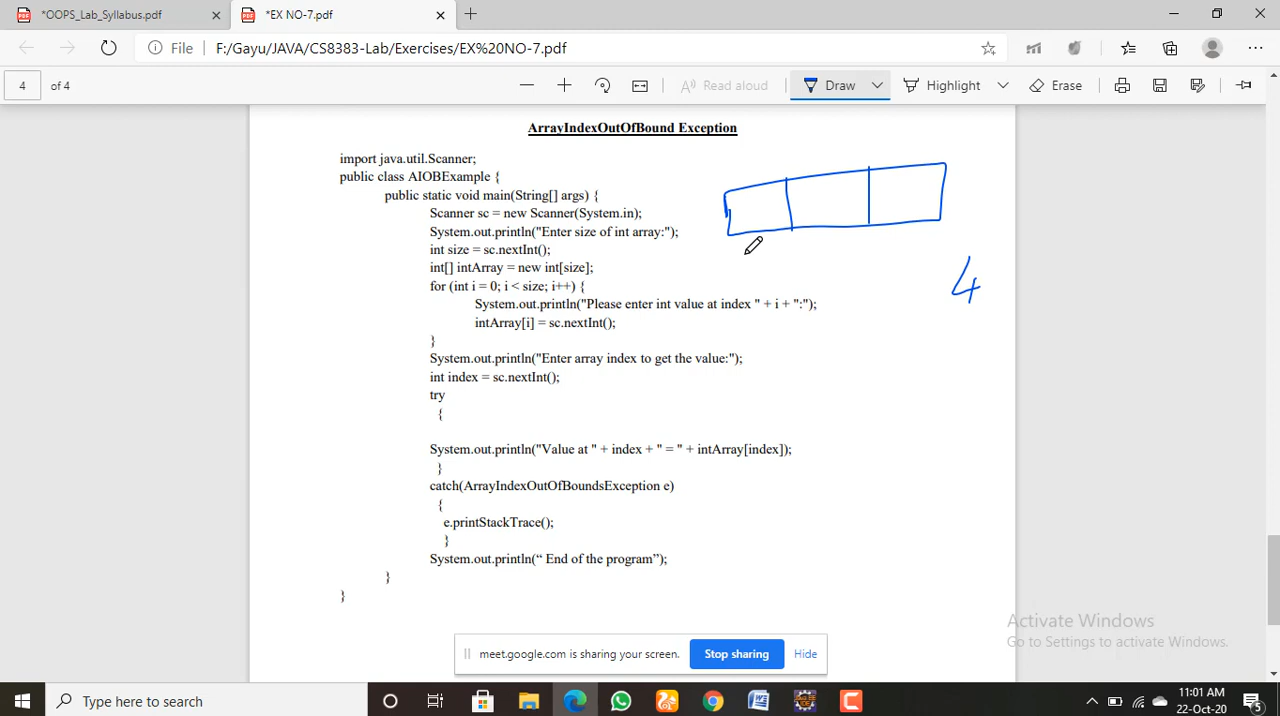 *OOPS_Lab_Syllabus.pdf
*EX NO-7.pdf
File F:/Gayu/JAVA/CS8383-Lab/Exercises/EX%20NO-7.pdf
4 of 4 Read aloud Draw Highlight Erase
ArrayIndexOutOfBound Exception
import java.util.Scanner;
public class AIOBExample {
public static void main(String[] args) {
Scanner sc = new Scanner(System.in);
System.out.println("Enter size of int array:");
int size = sc.nextInt();
int[] intArray = new int[size];
for (int i = 0; i < size; i++) {
System.out.println("Please enter int value at index " + i + ":");
intArray[i] = sc.nextInt();
}
System.out.println("Enter array index to get the value:");
int index = sc.nextInt();
try
{
System.out.println("Value at " + index + " = " + intArray[index]);
}
catch(ArrayIndexOutOfBoundsException e)
{
e.printStackTrace();
}
System.out.println(“ End of the program”);
}
}
4
Activate Windows
Go to Settings to activate Windows.
meet.google.com is sharing your screen. Stop sharing Hide
Type here to search
11:01 AM
22-Oct-20
5